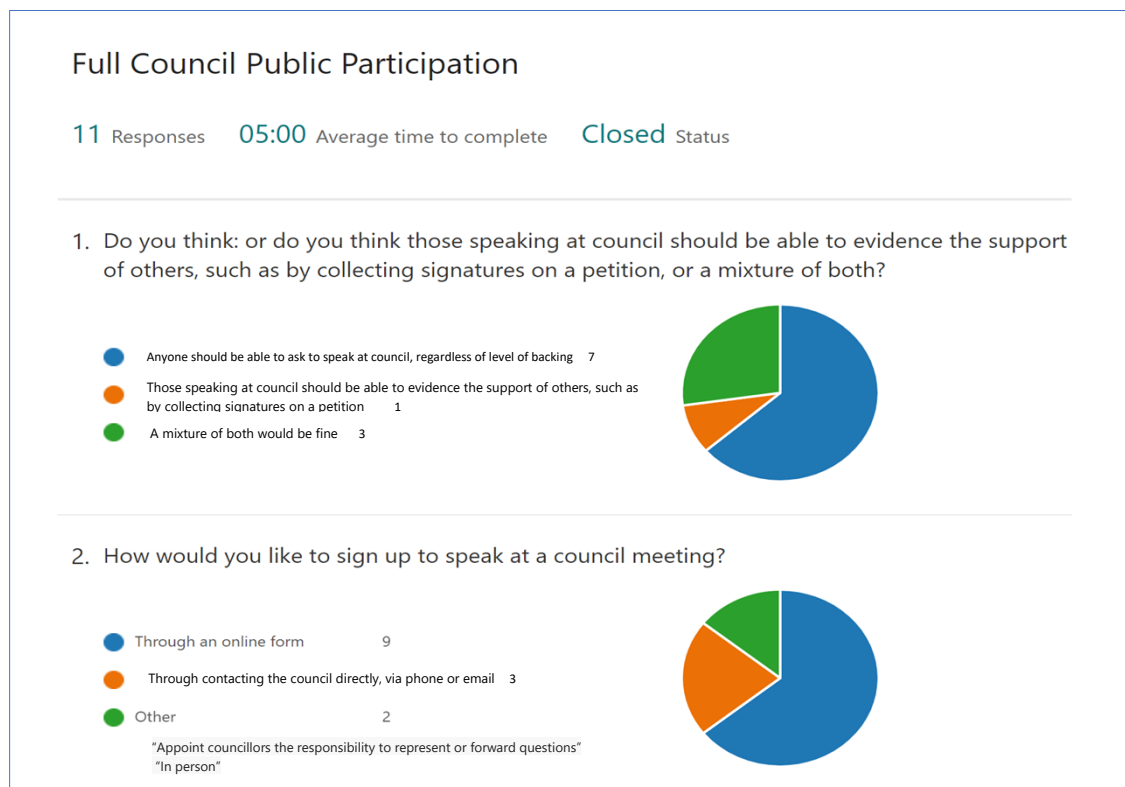 Full Council Public Participation
11 Responses 05:00 Average time to complete Closed Status
1. Do you think: or do you think those speaking at council should be able to evidence the support
of others, such as by collecting signatures on a petition, or a mixture of both?
Anyone should be able to ask to speak at council, regardless of level of backing 7
Those speaking at council should be able to evidence the support of others, such as
by collecting signatures on a petition 1
A mixture of both would be fine 3
2. How would you like to sign up to speak at a council meeting?
Through an online form 9
Through contacting the council directly, via phone or email 3
Other 2
“Appoint councillors the responsibility to represent or forward questions”
“In person”